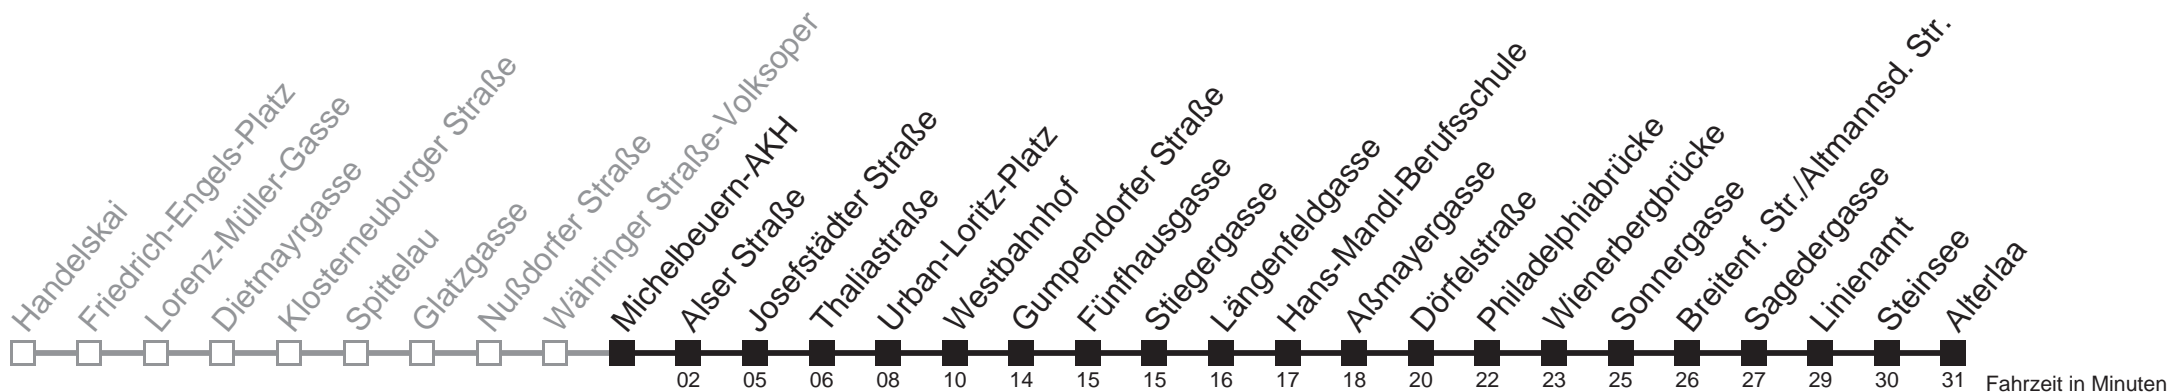 Handelskai
Friedrich-Engels-Platz
Lorenz-Müller-Gasse
Dietmayrgasse
Klosterneuburger Straße
Spittelau
Glatzgasse
Nußdorfer Straße
Währinger Straße-Volksoper
Michelbeuern-AKH
Alser Straße
Josefstädter Straße
Thaliastraße
Urban-Loritz-Platz
Westbahnhof
Gumpendorfer Straße
Fünfhausgasse
Stiegergasse
Längenfeldgasse
Hans-Mandl-Berufsschule
Aßmayergasse
Dörfelstraße
Philadelphiabrücke
Wienerbergbrücke
Sonnergasse
Breitenf. Str./Altmannsd. Str.
Sagedergasse
Linienamt
Steinsee
Alterlaa
02 05 06 08 10 14 15 15 16 17 18 20 22 23 25 26 27 29 30 31 Fahrzeit in Minuten